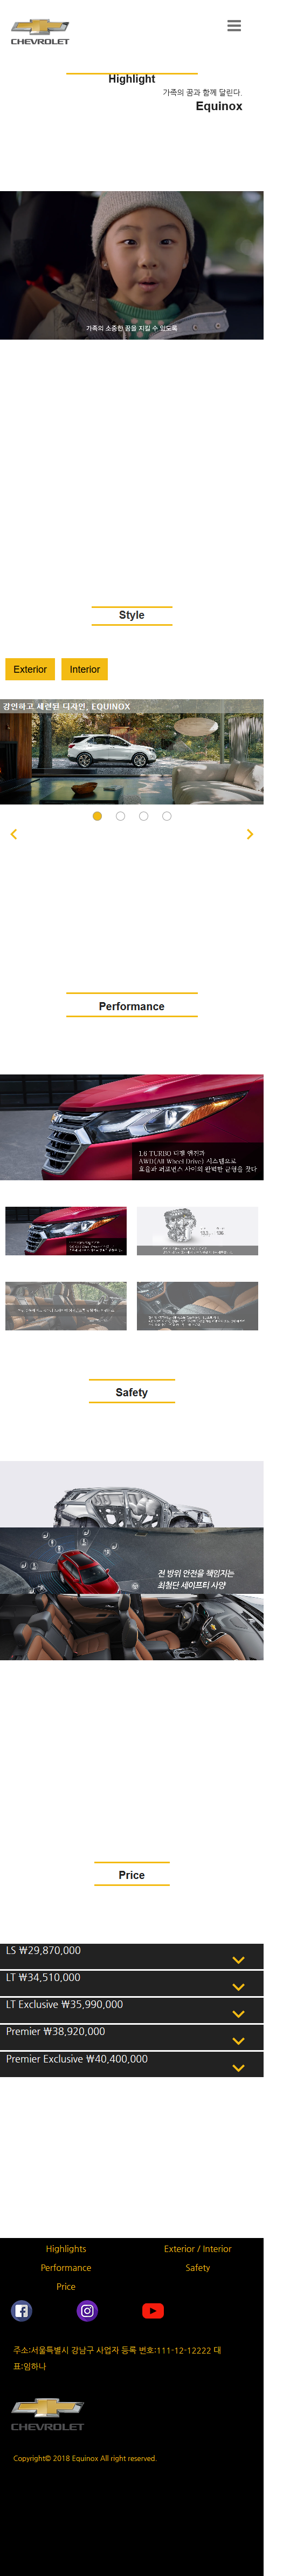 CHEVROLET
Highlight
가족의 꿈과 함께 달린다.
Equinox
가족의 소중한 꿈을 지킬 수 있도록
Style
Exterior
Interior
강인하고 세련된 디자인, EQUINOX
Performance
1.6 TURBO 디젤 엔진과
AWD(All Wheel Drive) 시스템으로
효율과 퍼포먼스 사이의 완벽한 균형을 찾다
Safety
전 방위 안전을 책임지는
최첨단 세이프티 사양
Price
LS ₩29,870,000
LT ₩34,510,000
LT Exclusive ₩35,990,000
Premier ₩38,920,000
Premier Exclusive ₩40,400,000
Highlights
Exterior / Interior
Performance
Safety
Price
주소:서울특별시 강남구 사업자 등록 번호:111-12-12222 대
표:임하나
CHEVROLET
Copyright© 2018 Equinox All right reserved.